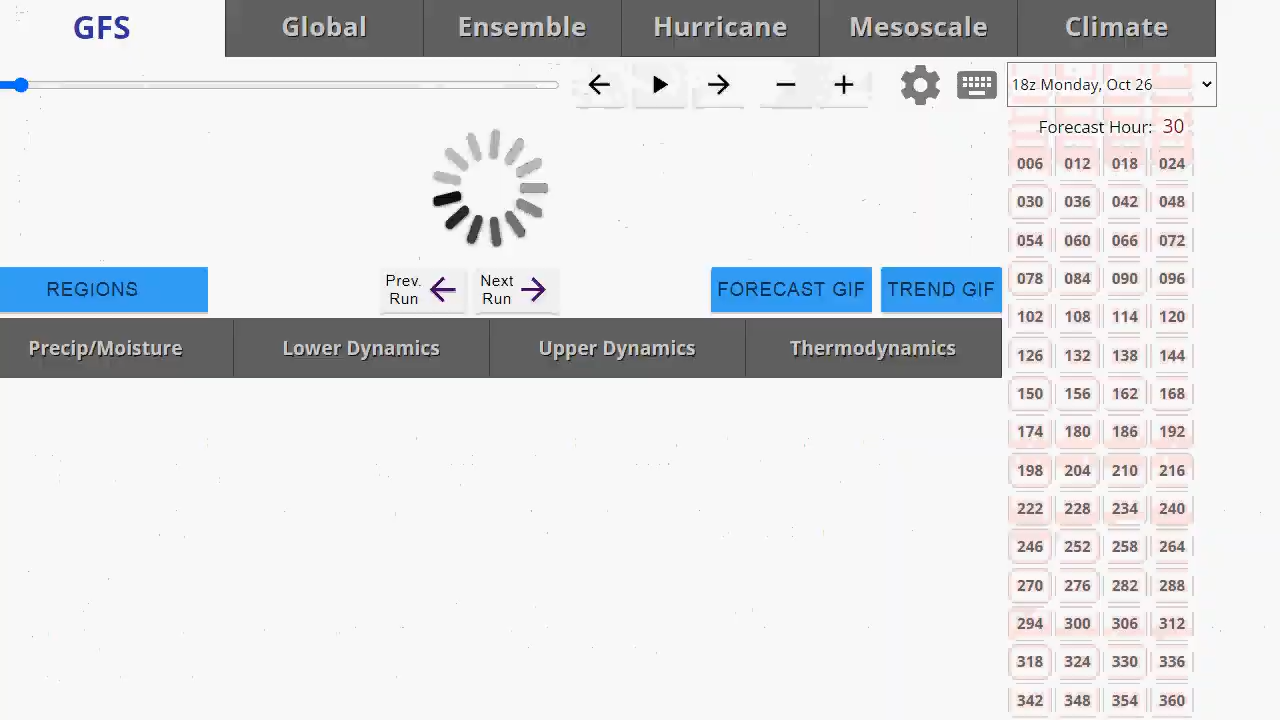 GFS Global Ensemble Hurricane Mesoscale Climate
18z Monday, Oct 26
Forecast Hour: 30
006 012 018 024
030 036 042 048
054 060 066 072
078 084 090 096
102 108 114 120
126 132 138 144
150 156 162 168
174 180 186 192
198 204 210 216
222 228 234 240
246 252 258 264
270 276 282 288
294 300 306 312
318 324 330 336
342 348 354 360
REGIONS
Prev.
Run
Next
Run
FORECAST GIF
TREND GIF
Precip/Moisture Lower Dynamics Upper Dynamics Thermodynamics